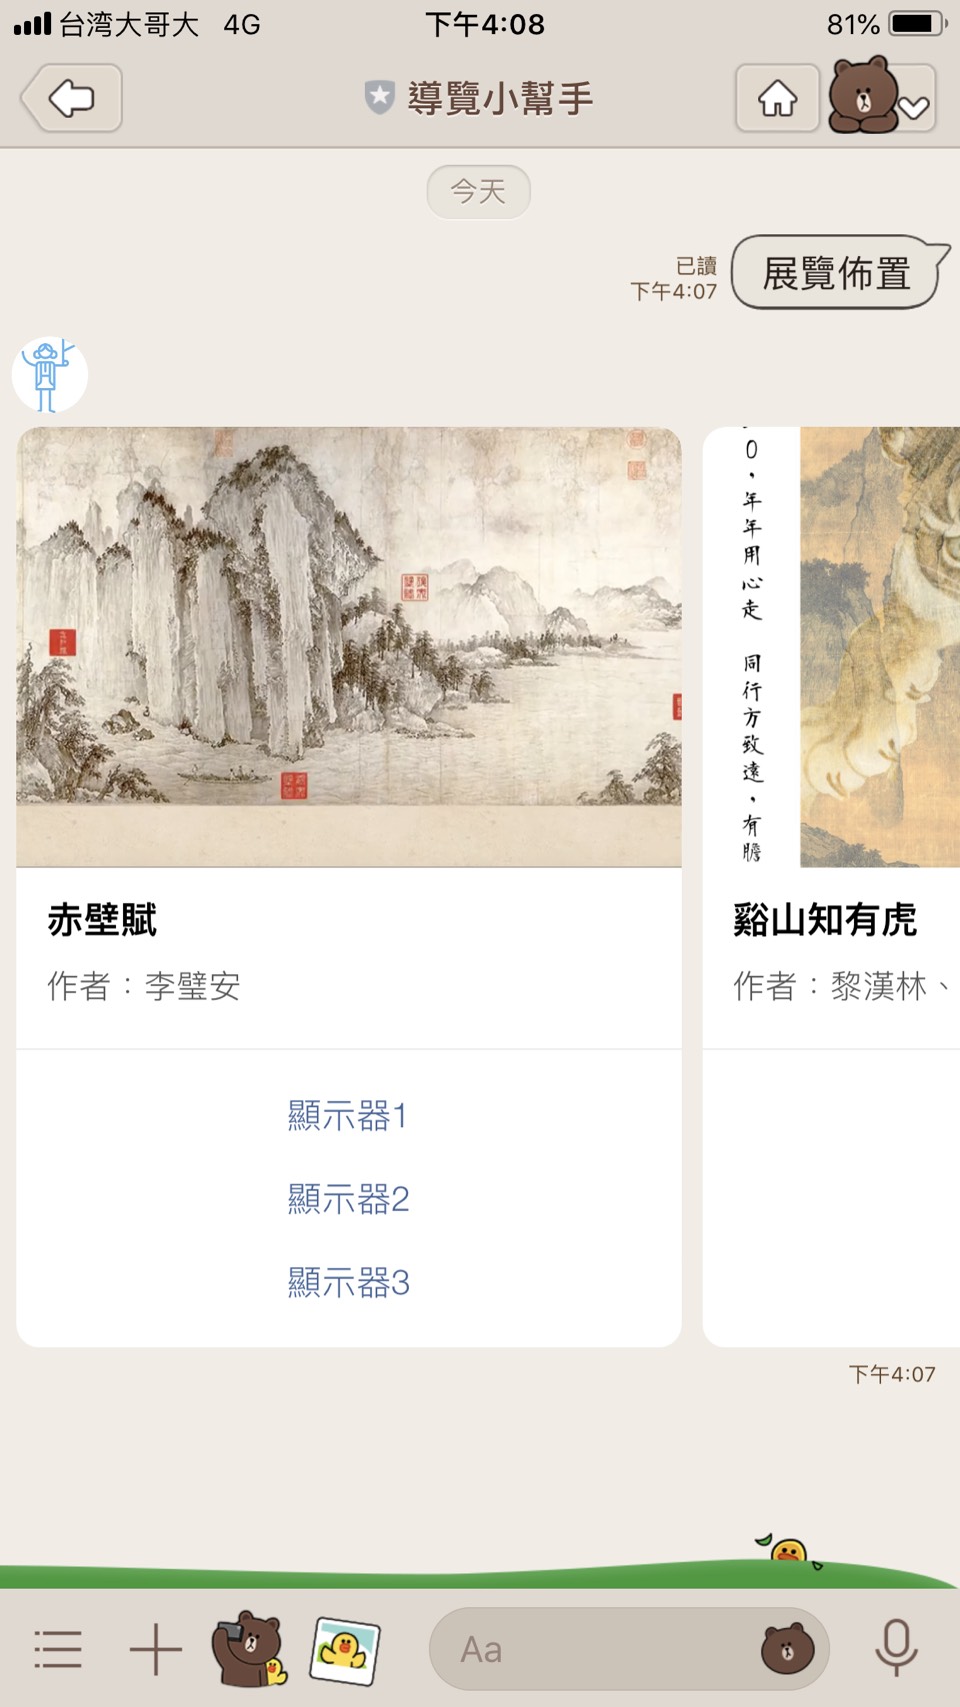 台湾大哥大 4G 下午4:08 81%
導覽小幫手
今天
已讀
下午4:07
展覽佈置
0，年年用心走 同行方致遠，有膽
赤壁賦
作者：李璧安
谿山知有虎
作者：黎漢林、
顯示器1
顯示器2
顯示器3
下午4:07
Aa